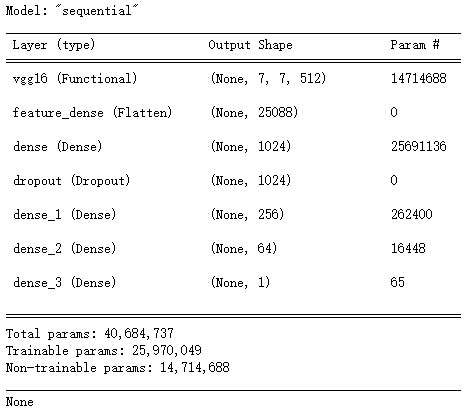 Model: "sequential"
Layer (type) Output Shape Param #
vgg16 (Functional) (None, 7, 7, 512) 14714688
feature_dense (Flatten) (None, 25088) 0
dense (Dense) (None, 1024) 25691136
dropout (Dropout) (None, 1024) 0
dense_1 (Dense) (None, 256) 262400
dense_2 (Dense) (None, 64) 16448
dense_3 (Dense) (None, 1) 65
Total params: 40,684,737
Trainable params: 25,970,049
Non-trainable params: 14,714,688
None